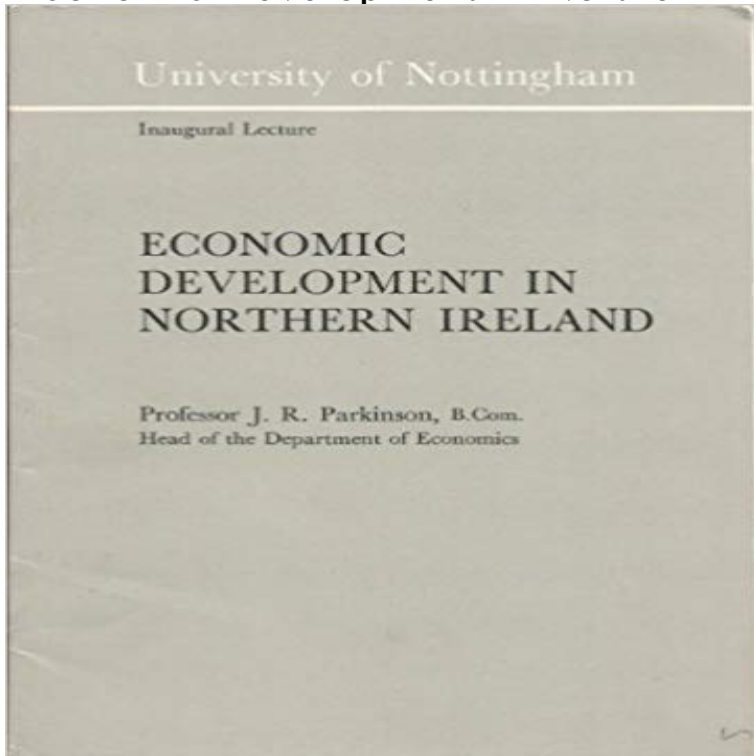 University of Nottingham
Inaugural Lecture
ECONOMIC
DEVELOPMENT IN
NORTHERN IRELAND
Professor J. R. Parkinson, B.Com.
Head of the Department of Economics